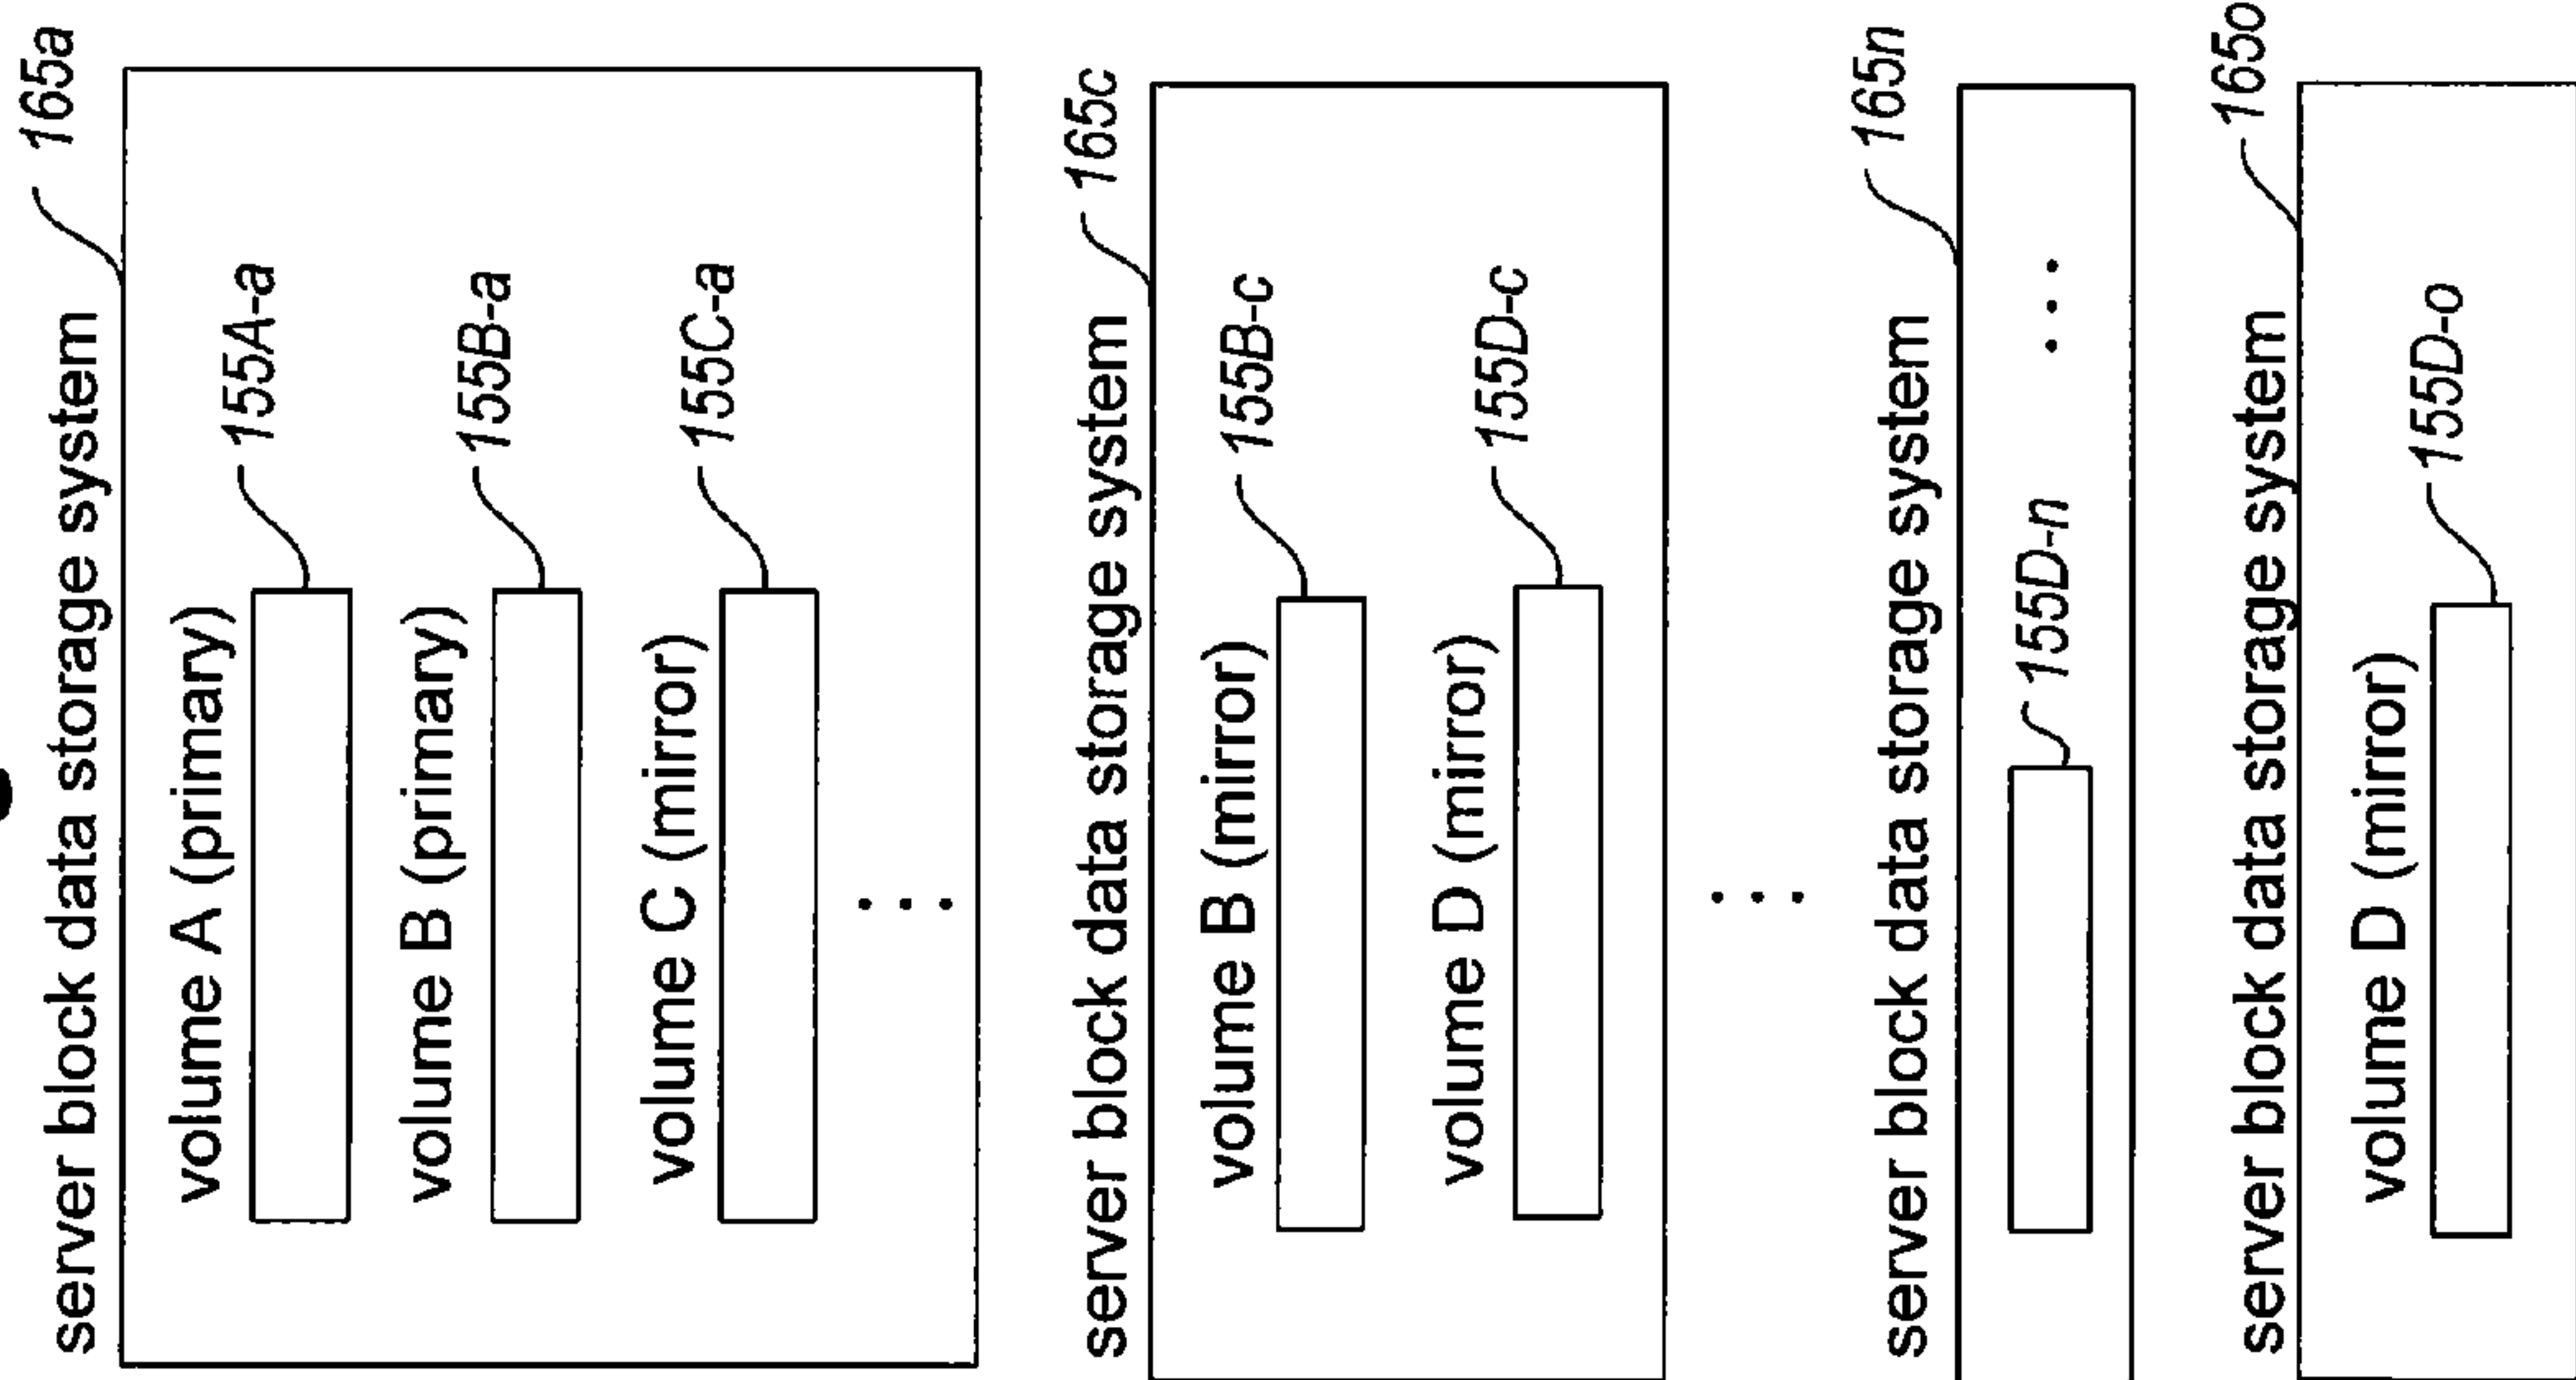 server block data storage system
165a
volume A (primary)
155A-a
volume B (primary)
155B-a
volume C (mirror)
155C-a
server block data storage system
165c
volume B (mirror)
155B-c
volume D (mirror)
155D-c
server block data storage system
165n
155D-n
server block data storage system
165o
volume D (mirror)
155D-o